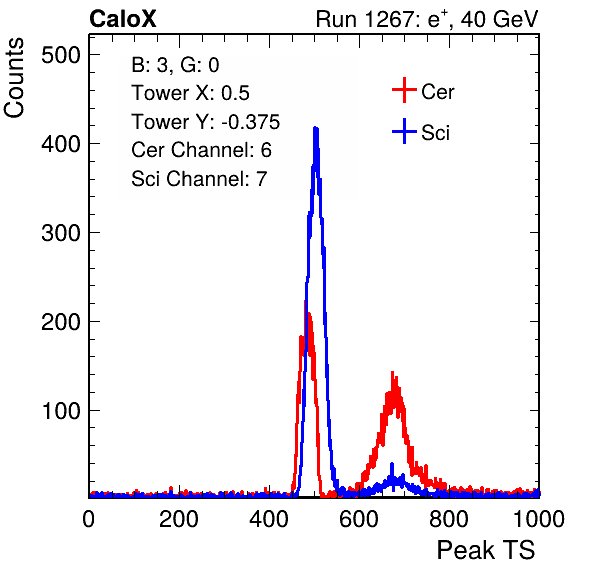 CaloX Run 1267: e⁺, 40 GeV
Counts
500
400
300
200
100
B: 3, G: 0
Tower X: 0.5
Tower Y: -0.375
Cer Channel: 6
Sci Channel: 7
Cer
Sci
0 200 400 600 800 1000
Peak TS